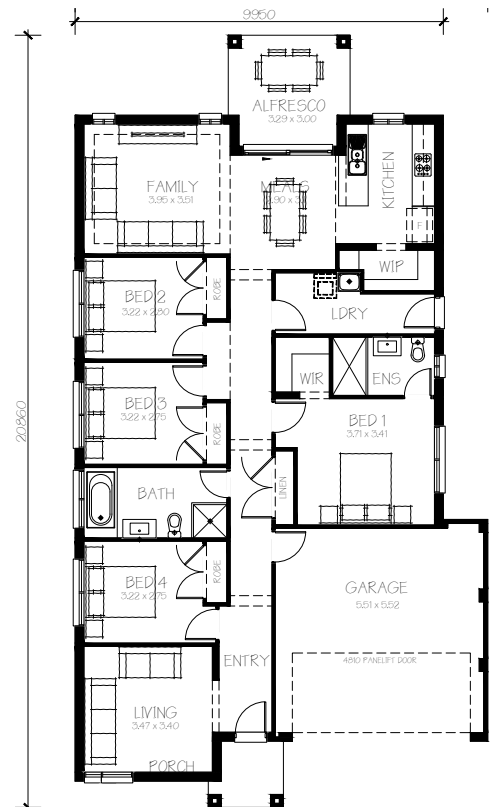 9950
ALFRESCO
3.29 x 3.00
FAMILY
3.95 x 3.51
MEALS
KITCHEN
F
WIP
BED 2
3.22 x 2.80
ROBE
LDRY
WIR
ENS
BED 3
3.22 x 2.75
ROBE
BED 1
3.71 x 3.41
20860
BATH
LINEN
BED 4
3.22 x 2.75
ROBE
GARAGE
5.51 x 5.52
ENTRY
4810 PANELIFT DOOR
LIVING
3.47 x 3.40
PORCH